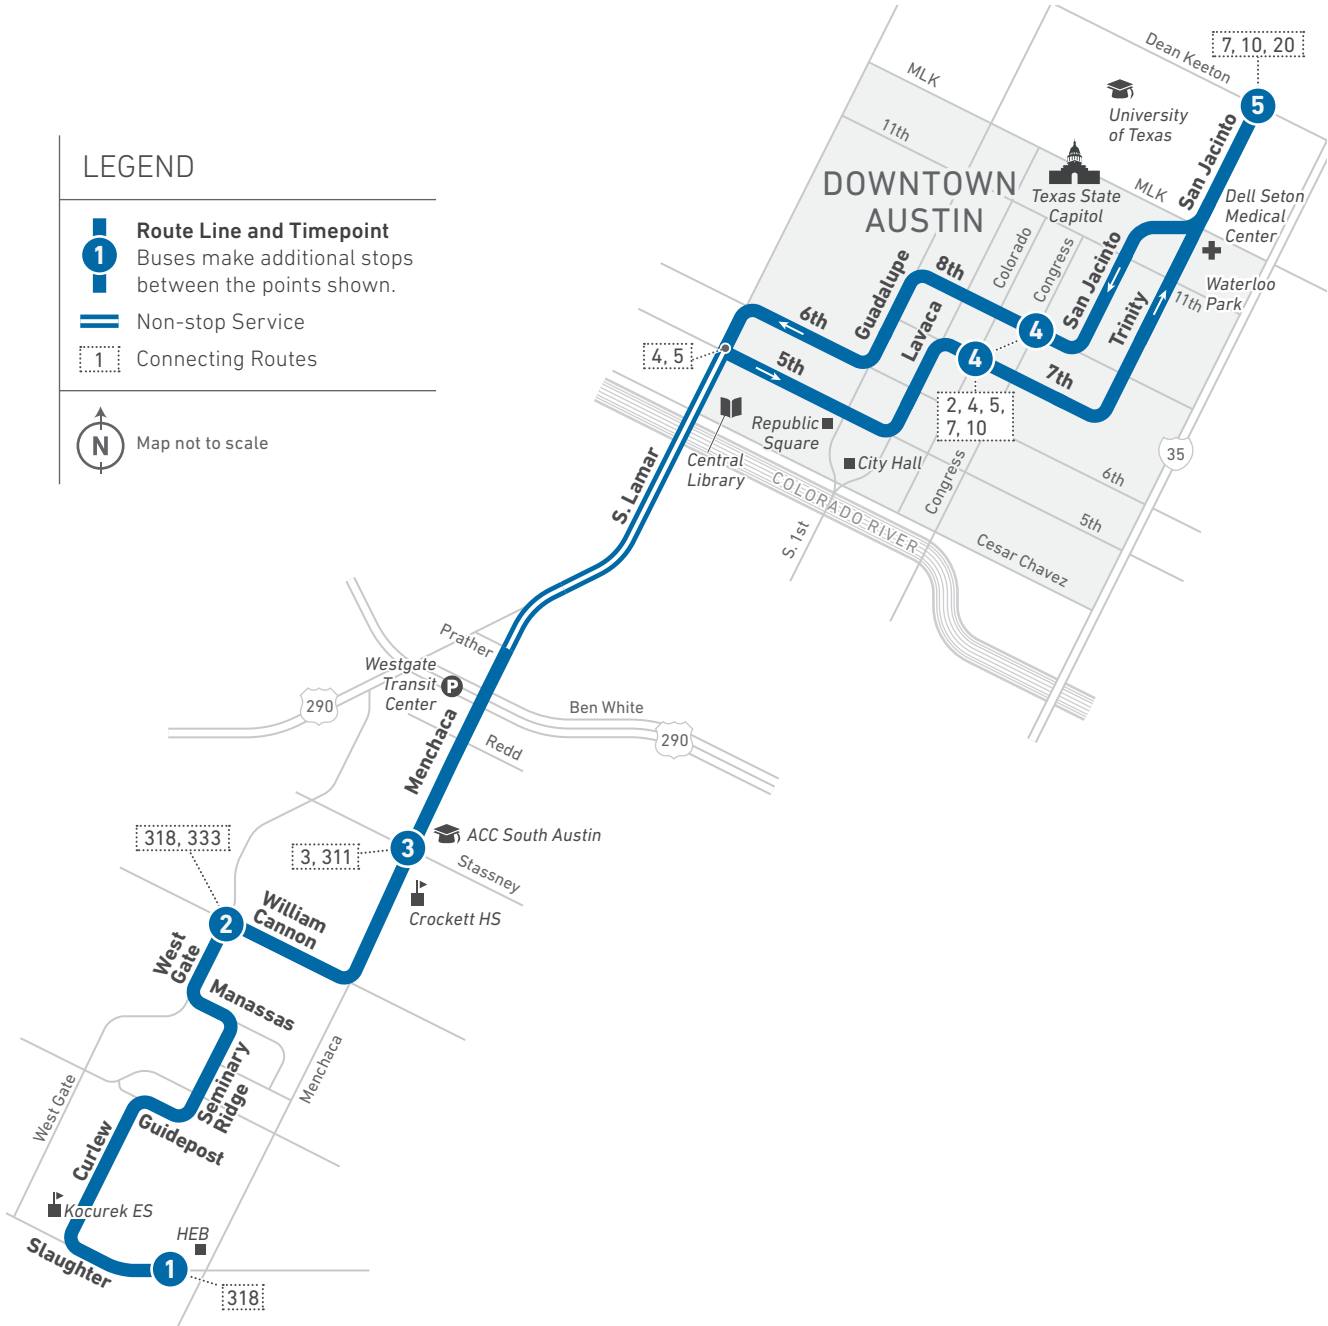 LEGEND
1
Route Line and Timepoint
Buses make additional stops
between the points shown.
Non-stop Service
1
Connecting Routes
N
Map not to scale
7, 10, 20
Dean Keeton
5
MLK
University
of Texas
San Jacinto
11th
DOWNTOWN
AUSTIN
Texas State
Capitol
MLK
Dell Seton
Medical
Center
Waterloo
Park
11th
Colorado
Congress
San Jacinto
Trinity
8th
Guadalupe
Lavaca
6th
5th
4
4
7th
4, 5
2, 4, 5,
7, 10
Republic
Square
City Hall
Central
Library
COLORADO RIVER
Congress
S. 1st
6th
5th
Cesar Chavez
35
S. Lamar
Prather
Westgate
Transit
Center
P
290
Ben White
290
Redd
Menchaca
318, 333
3, 311
3
ACC South Austin
Stassney
Crockett HS
2
William
Cannon
West
Gate
Manassas
Seminary
Ridge
Menchaca
West Gate
Guidepost
Curlew
Kocurek ES
HEB
Slaughter
1
318